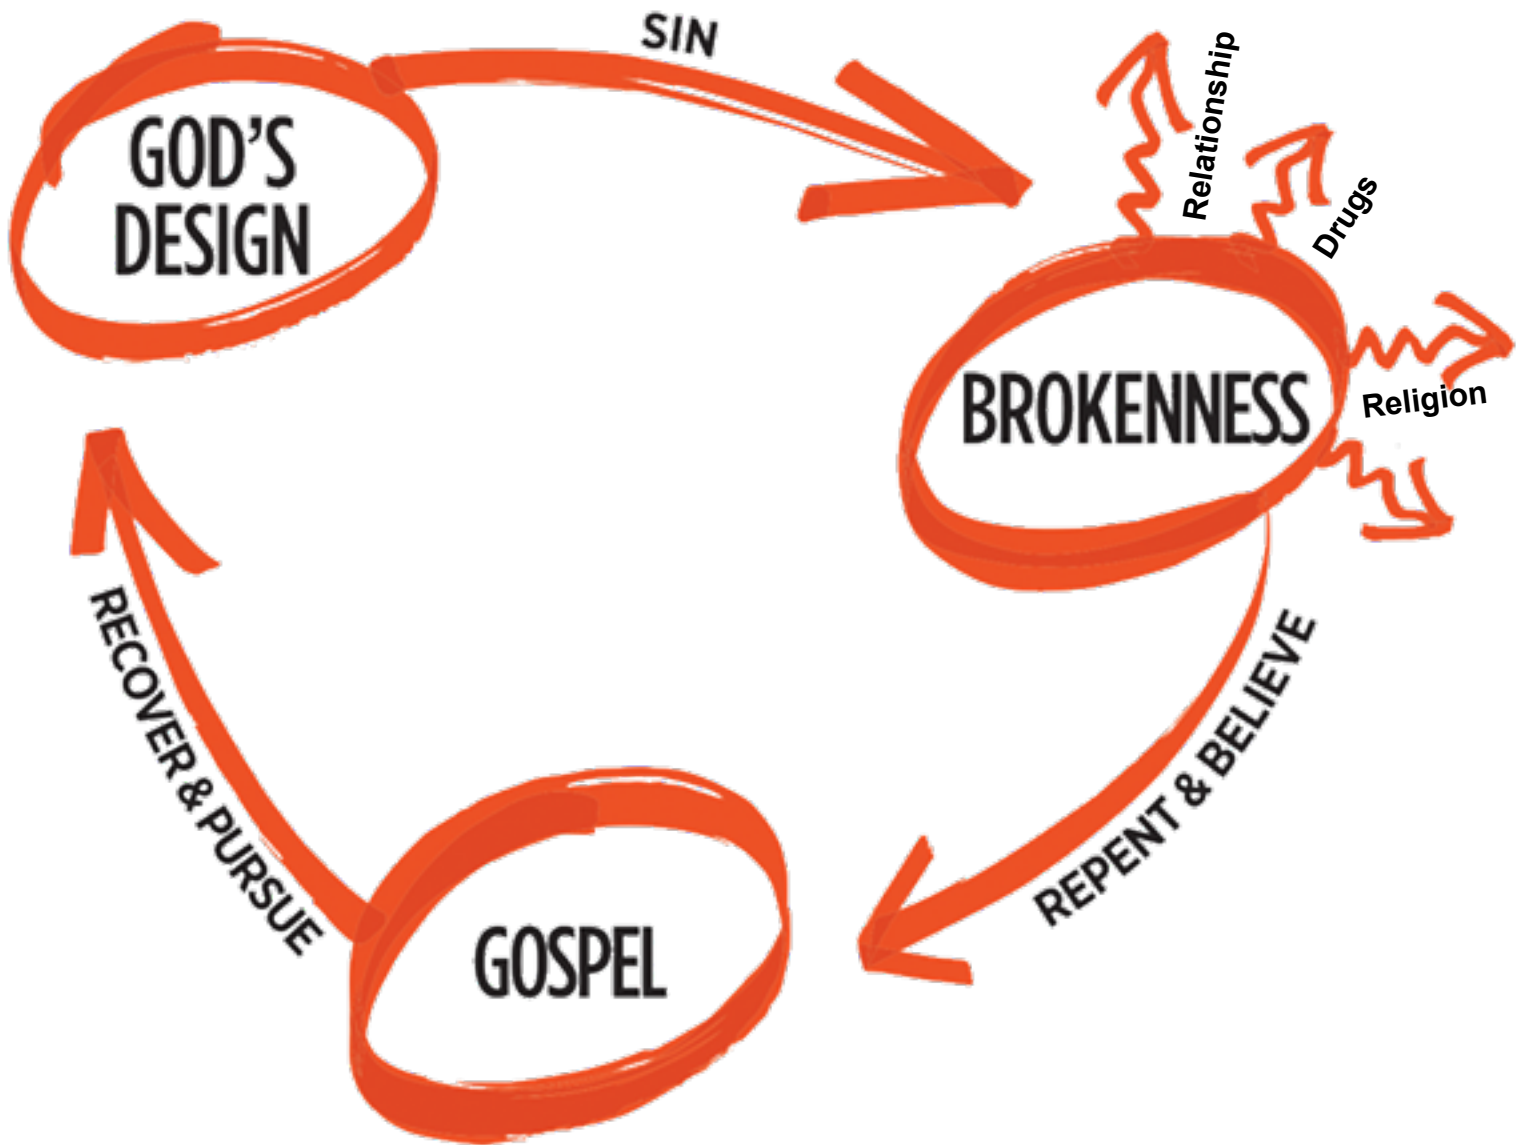 SIN
GOD'S
DESIGN
Relationship
Drugs
BROKENNESS
Religion
REPENT & BELIEVE
RECOVER & PURSUE
GOSPEL